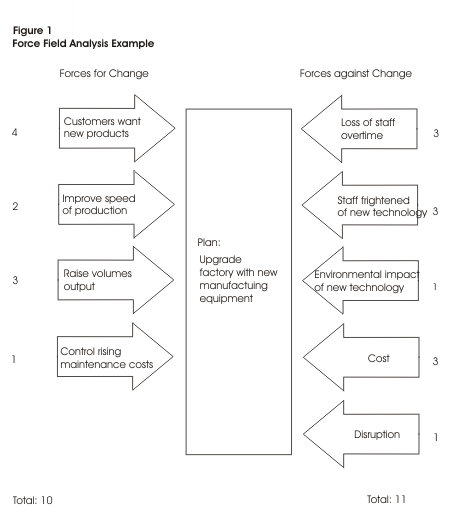 Figure 1
Force Field Analysis Example
Forces for Change
Forces against Change
4
Customers want
new products
2
Improve speed
of production
3
Raise volumes
output
1
Control rising
maintenance costs
Plan:
Upgrade
factory with new
manufactuing
equipment
Loss of staff
overtime
3
Staff frightened
of new technology
3
Environmental impact
of new technology
1
Cost
3
Disruption
1
Total: 10
Total: 11